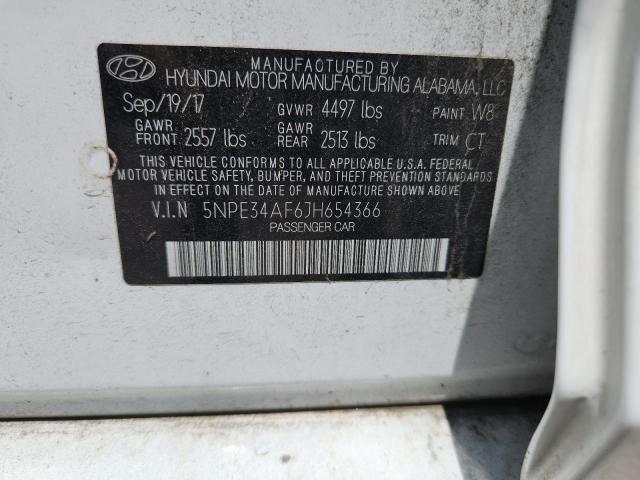 MANUFACTURED BY
HYUNDAI MOTOR MANUFACTURING ALABAMA, LLC
Sep/19/17 GVWR 4497 lbs PAINT W8
GAWR FRONT 2557 lbs GAWR REAR 2513 lbs TRIM CT
THIS VEHICLE CONFORMS TO ALL APPLICABLE U.S.A. FEDERAL
MOTOR VEHICLE SAFETY, BUMPER, AND THEFT PREVENTION STANDARDS
IN EFFECT ON THE DATE OF MANUFACTURE SHOWN ABOVE.
V.I.N 5NPE34AF6JH654366
PASSENGER CAR